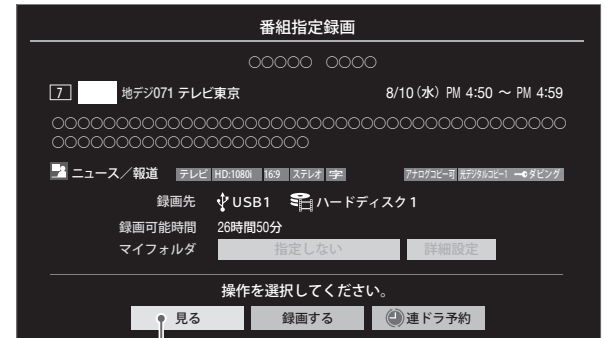 番組指定録画
○○○○○ ○○○○
7 地デジ071 テレビ東京 8/10(水) PM 4:50 ～ PM 4:59
○○○○○○○○○○○○○○○○○○○○○○○○○○○○○○○○○○○○○○○○
○○○○○○○○○○○○○○○○○○○○
ニュース／報道 テレビ HD:1080i 16:9 ステレオ 字 アナログコピー可 光デジタルコピー1 ダビング
録画先 USB1 ハードディスク1
録画可能時間 26時間50分
マイフォルダ 指定しない 詳細設定
操作を選択してください。
見る 録画する 連ドラ予約